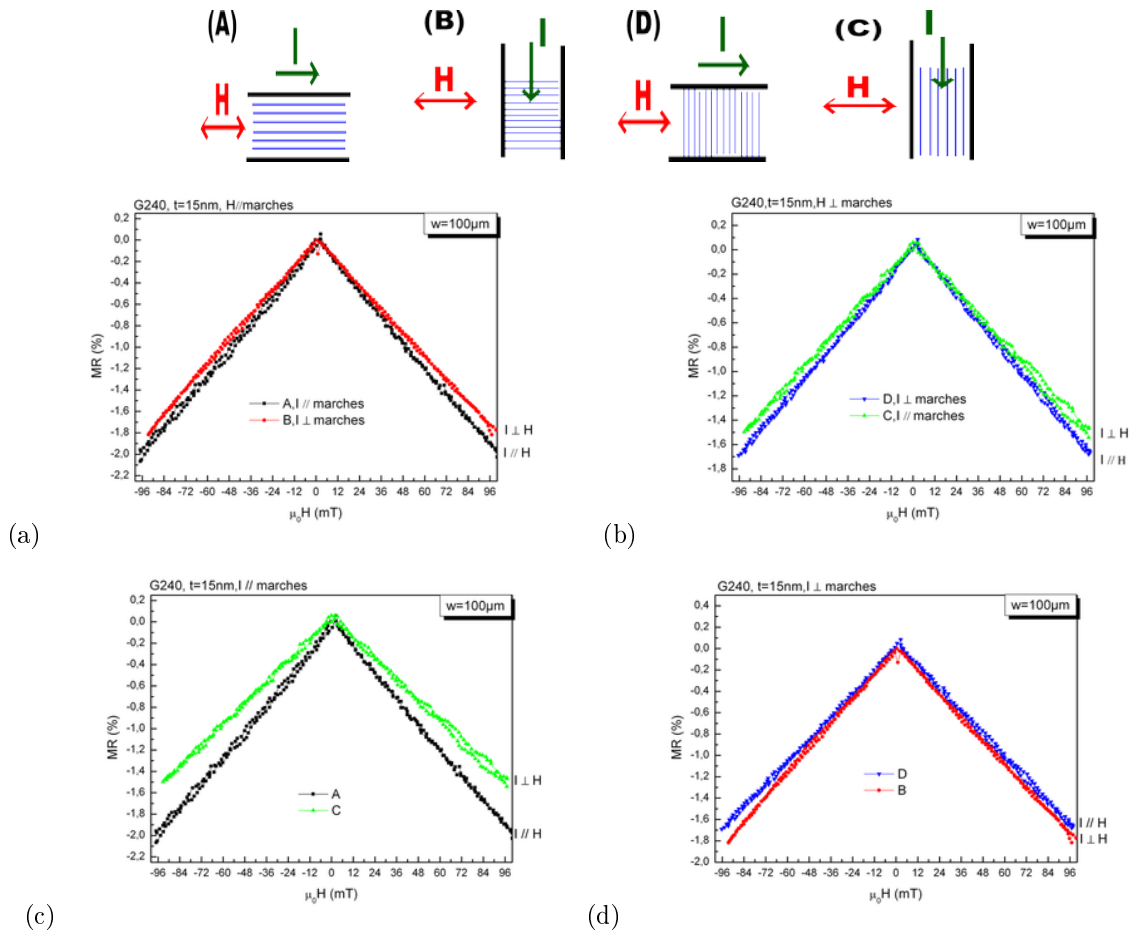 (A)
I
H
(B)
I
H
(D)
I
H
(C)
I
H
G240, t=15nm, H//marches
w=100µm
0,2
0,0
-0,2
-0,4
-0,6
-0,8
-1,0
-1,2
-1,4
-1,6
-1,8
-2,0
-2,2
MR (%)
A,I // marches
B,I ⊥ marches
I ⊥ H
I // H
-96 -84 -72 -60 -48 -36 -24 -12 0 12 24 36 48 60 72 84 96
µ₀H (mT)
(a)
G240,t=15nm,H ⊥ marches
w=100µm
0,2
0,0
-0,2
-0,4
-0,6
-0,8
-1,0
-1,2
-1,4
-1,6
-1,8
MR (%)
D,I ⊥ marches
C,I // marches
I ⊥ H
I // H
-96 -84 -72 -60 -48 -36 -24 -12 0 12 24 36 48 60 72 84 96
µ₀H (mT)
(b)
G240, t=15nm,I // marches
w=100µm
0,2
0,0
-0,2
-0,4
-0,6
-0,8
-1,0
-1,2
-1,4
-1,6
-1,8
-2,0
-2,2
MR (%)
A
C
I ⊥ H
I // H
-96 -84 -72 -60 -48 -36 -24 -12 0 12 24 36 48 60 72 84 96
µ₀H (mT)
(c)
G240, t=15nm,I ⊥ marches
w=100µm
0,4
0,2
0,0
-0,2
-0,4
-0,6
-0,8
-1,0
-1,2
-1,4
-1,6
-1,8
-2,0
MR (%)
D
B
I // H
I ⊥ H
-96 -84 -72 -60 -48 -36 -24 -12 0 12 24 36 48 60 72 84 96
µ₀H (mT)
(d)